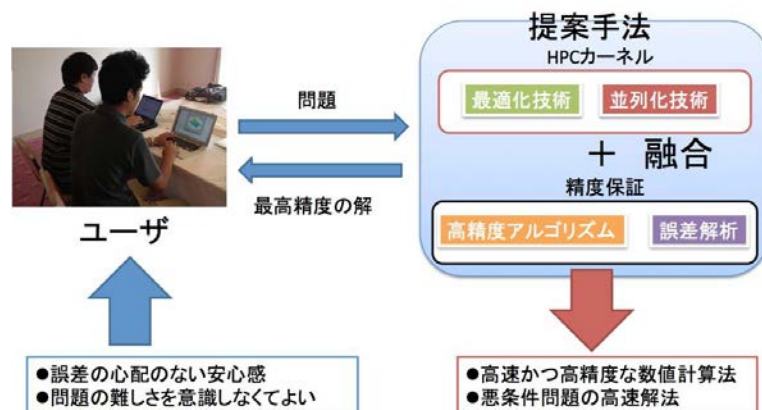 提案手法
HPCカーネル
最適化技術 並列化技術
＋ 融合
精度保証
高精度アルゴリズム 誤差解析
問題
最高精度の解
ユーザ
●誤差の心配のない安心感
●問題の難しさを意識しなくてよい
●高速かつ高精度な数値計算法
●悪条件問題の高速解法